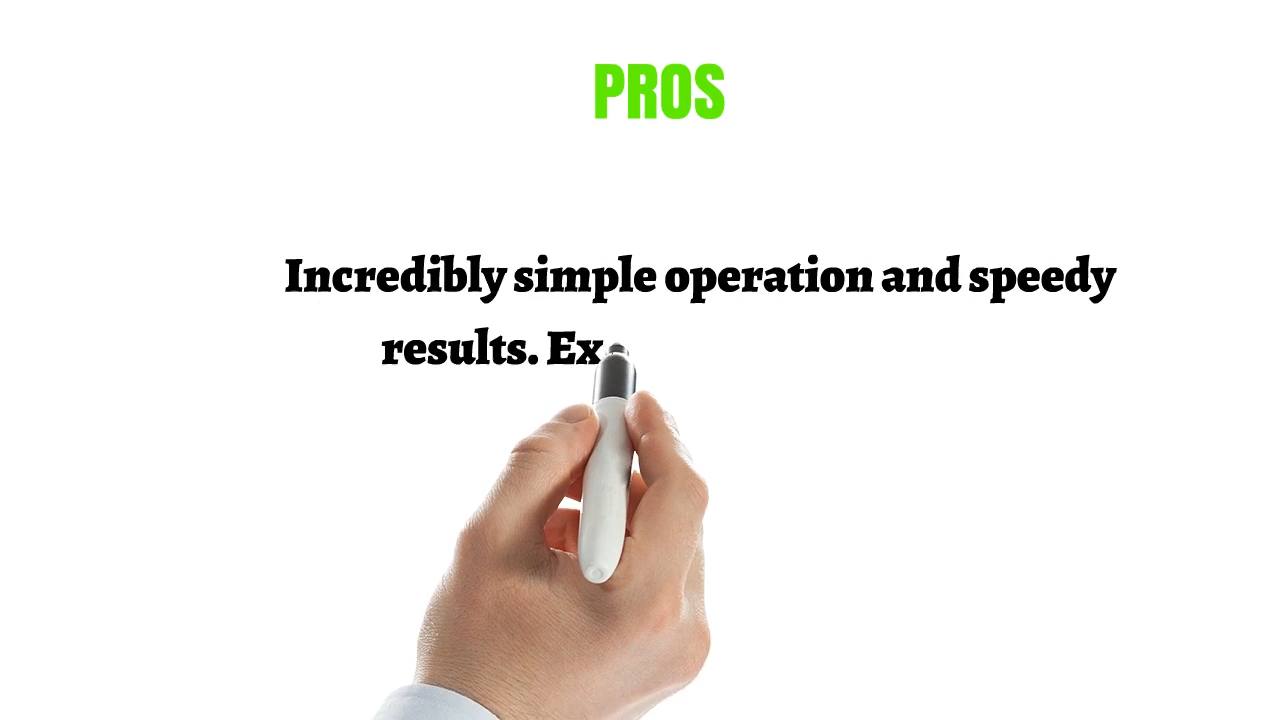 PROS
Incredibly simple operation and speedy
results. Ex